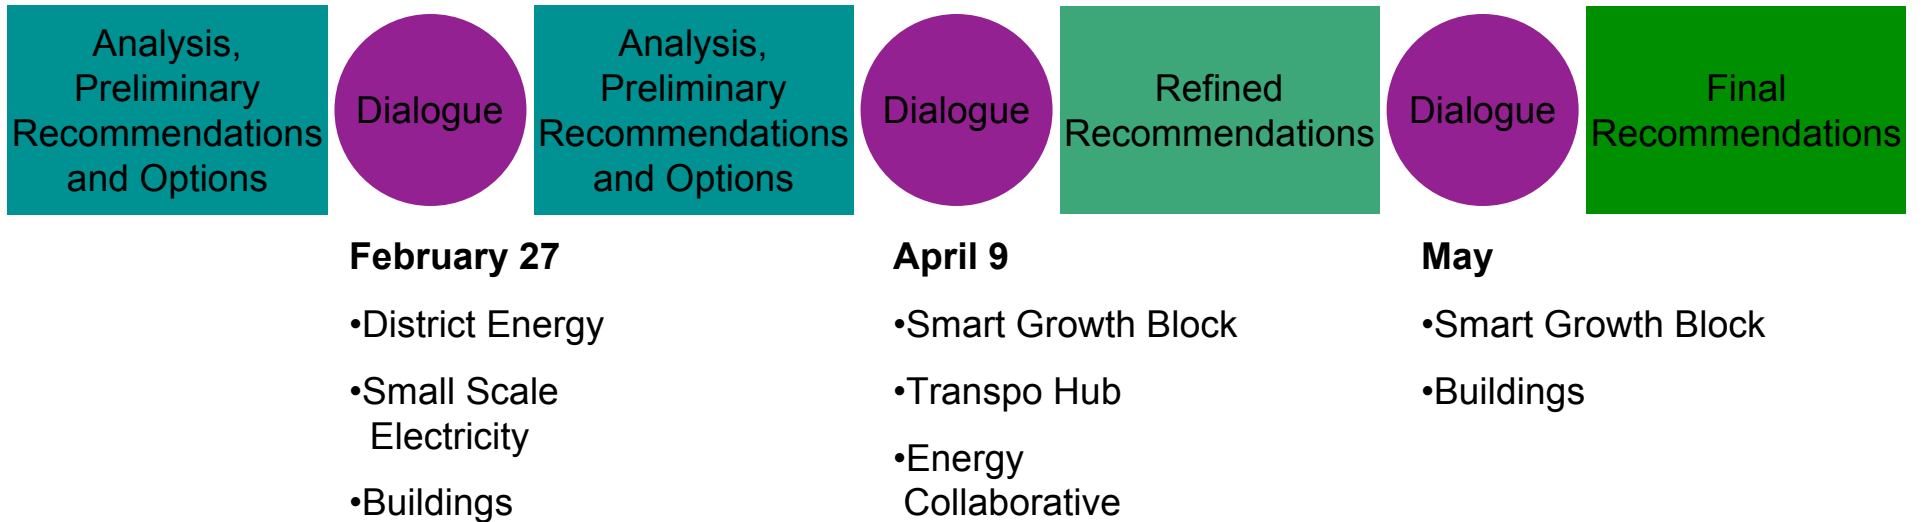 Analysis,
Preliminary
Recommendations
and Options
Dialogue
Analysis,
Preliminary
Recommendations
and Options
Dialogue
Refined
Recommendations
Dialogue
Final
Recommendations
February 27
•District Energy
•Small Scale
Electricity
•Buildings
April 9
•Smart Growth Block
•Transpo Hub
•Energy
Collaborative
May
•Smart Growth Block
•Buildings